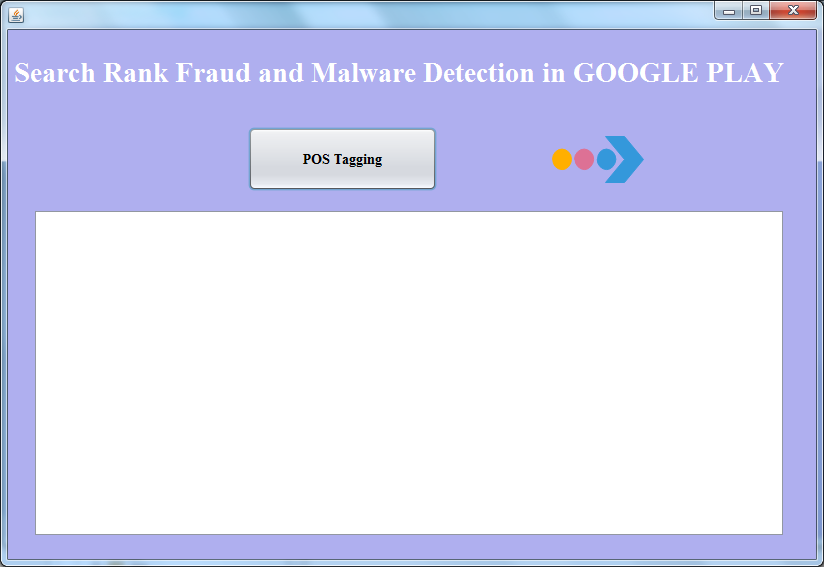 Search Rank Fraud and Malware Detection in GOOGLE PLAY
POS Tagging